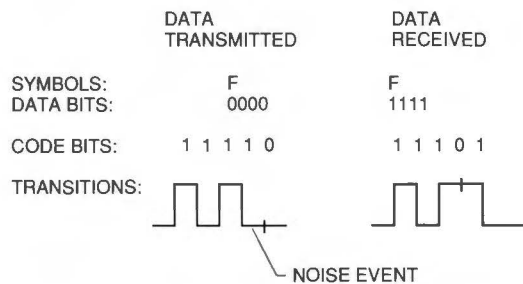 DATA TRANSMITTED
DATA RECEIVED
SYMBOLS: F F
DATA BITS: 0000 1111
CODE BITS: 1 1 1 1 0 1 1 1 0 1
TRANSITIONS:
NOISE EVENT